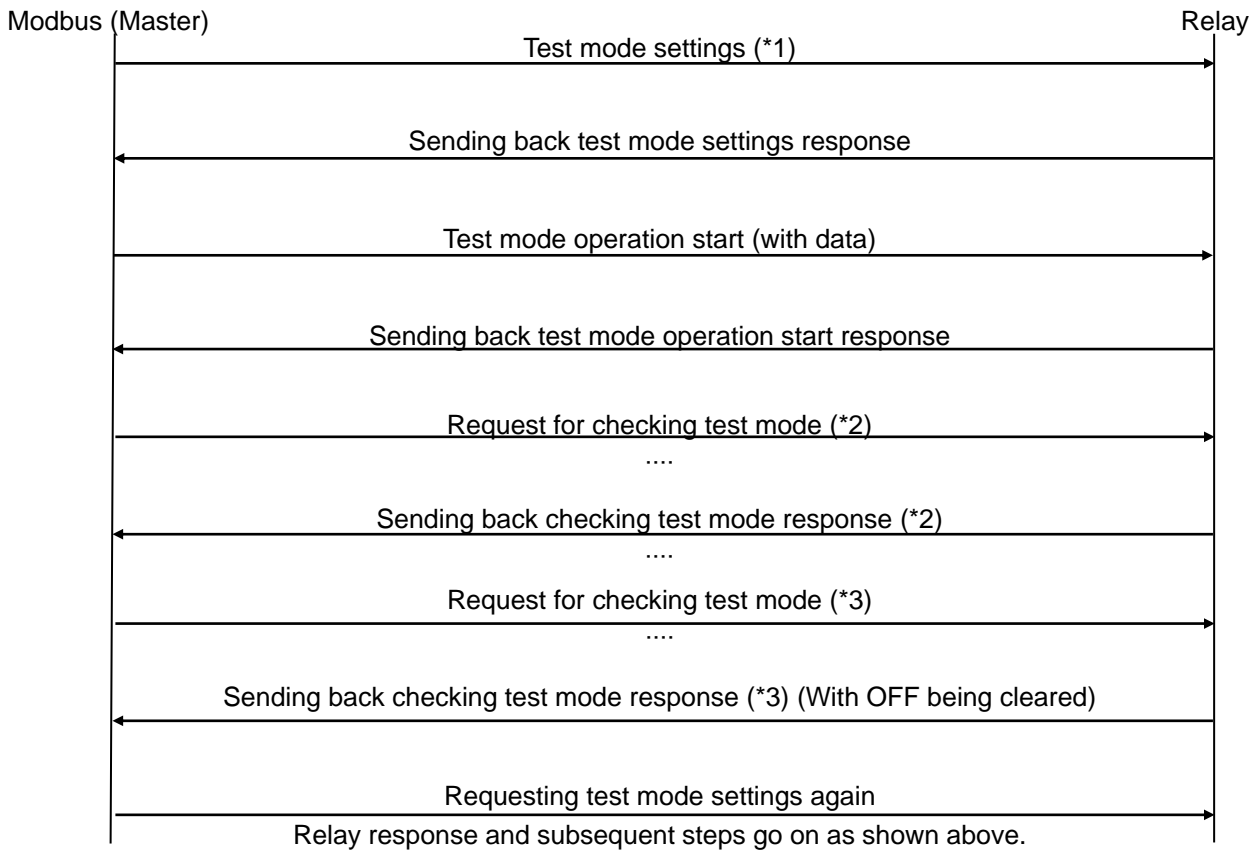 Modbus (Master)
Relay
Test mode settings (*1)
Sending back test mode settings response
Test mode operation start (with data)
Sending back test mode operation start response
Request for checking test mode (*2)
....
Sending back checking test mode response (*2)
....
Request for checking test mode (*3)
....
Sending back checking test mode response (*3) (With OFF being cleared)
Requesting test mode settings again
Relay response and subsequent steps go on as shown above.